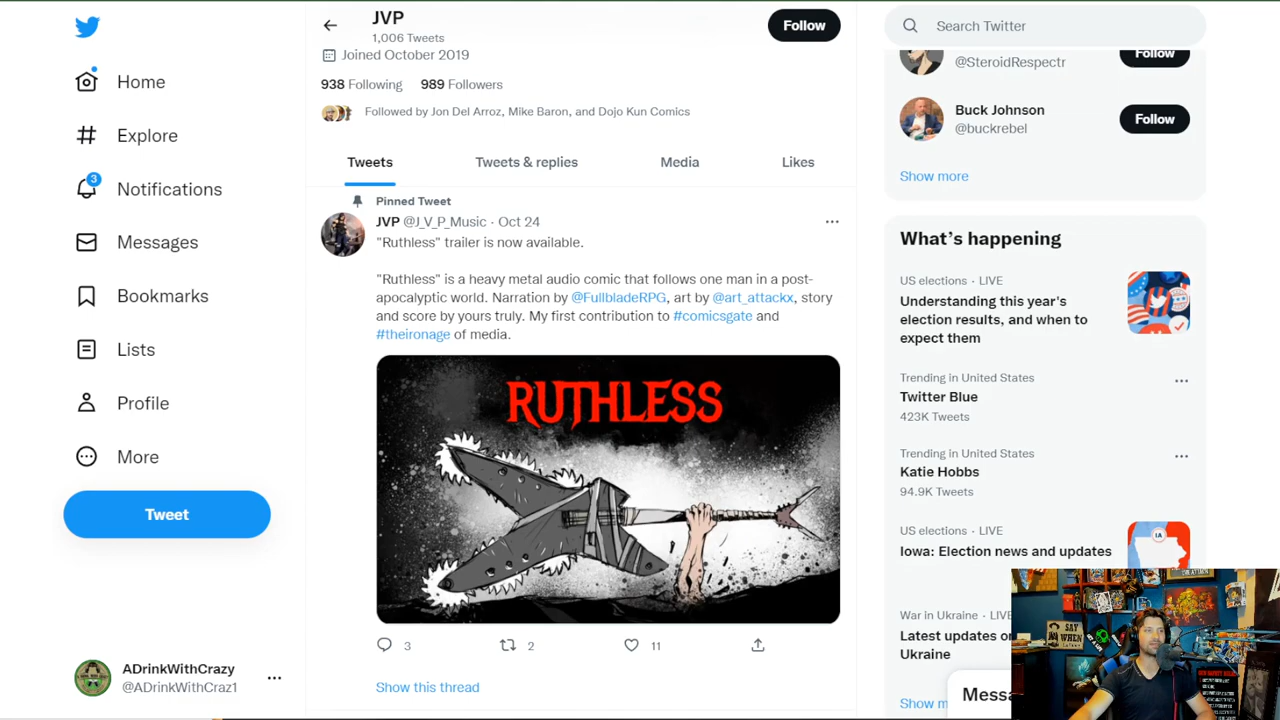 Home
Explore
3
Notifications
Messages
Bookmarks
Lists
Profile
More
Tweet
ADrinkWithCrazy
@ADrinkWithCraz1
JVP
1,006 Tweets
Follow
Joined October 2019
938 Following 989 Followers
Followed by Jon Del Arroz, Mike Baron, and Dojo Kun Comics
Tweets Tweets & replies Media Likes
Pinned Tweet
JVP @J_V_P_Music · Oct 24
"Ruthless" trailer is now available.
"Ruthless" is a heavy metal audio comic that follows one man in a post-
apocalyptic world. Narration by @FullbladeRPG, art by @art_attackx, story
and score by yours truly. My first contribution to #comicsgate and
#theironage of media.
RUTHLESS
3 2 11
Show this thread
Search Twitter
Follow
@SteroidRespectr
Buck Johnson
@buckrebel
Follow
Show more
What's happening
US elections · LIVE
Understanding this year's
election results, and when to
expect them
Trending in United States
Twitter Blue
423K Tweets
Trending in United States
Katie Hobbs
94.9K Tweets
US elections · LIVE
Iowa: Election news and updates
IA
War in Ukraine · LIVE
Latest updates
Ukraine
Show
SAY
WHEN